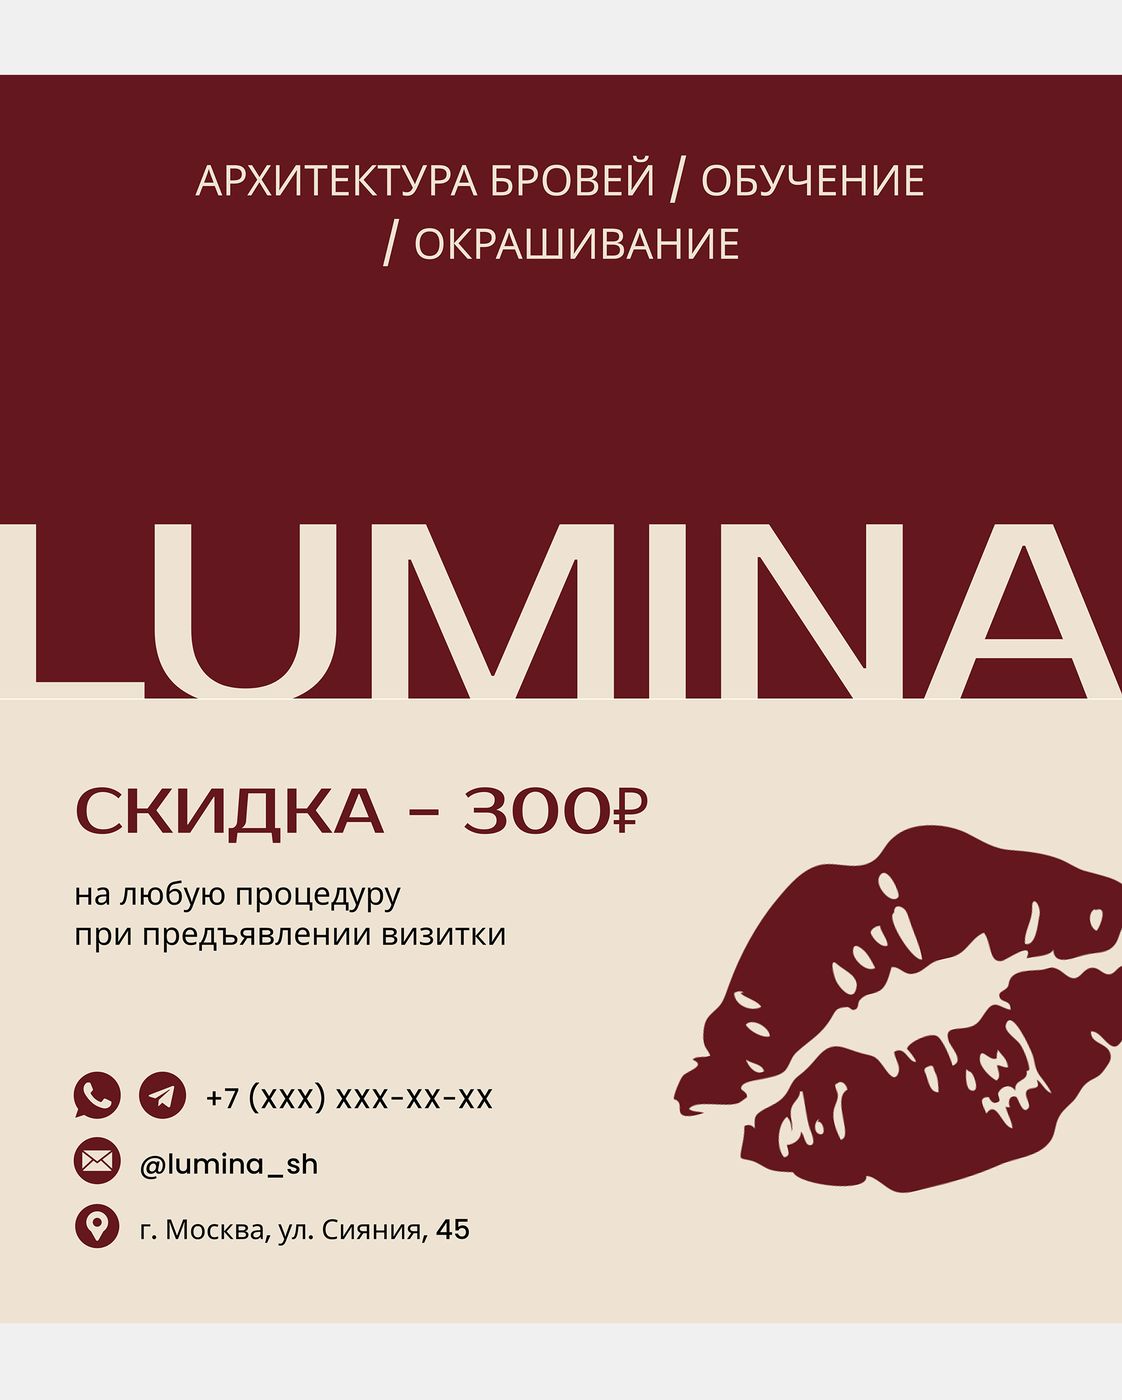 АРХИТЕКТУРА БРОВЕЙ / ОБУЧЕНИЕ
/ ОКРАШИВАНИЕ
LUMINA
СКИДКА - 300₽
на любую процедуру
при предъявлении визитки
+7 (XXX) XXX-XX-XX
@lumina_sh
г. Москва, ул. Сияния, 45